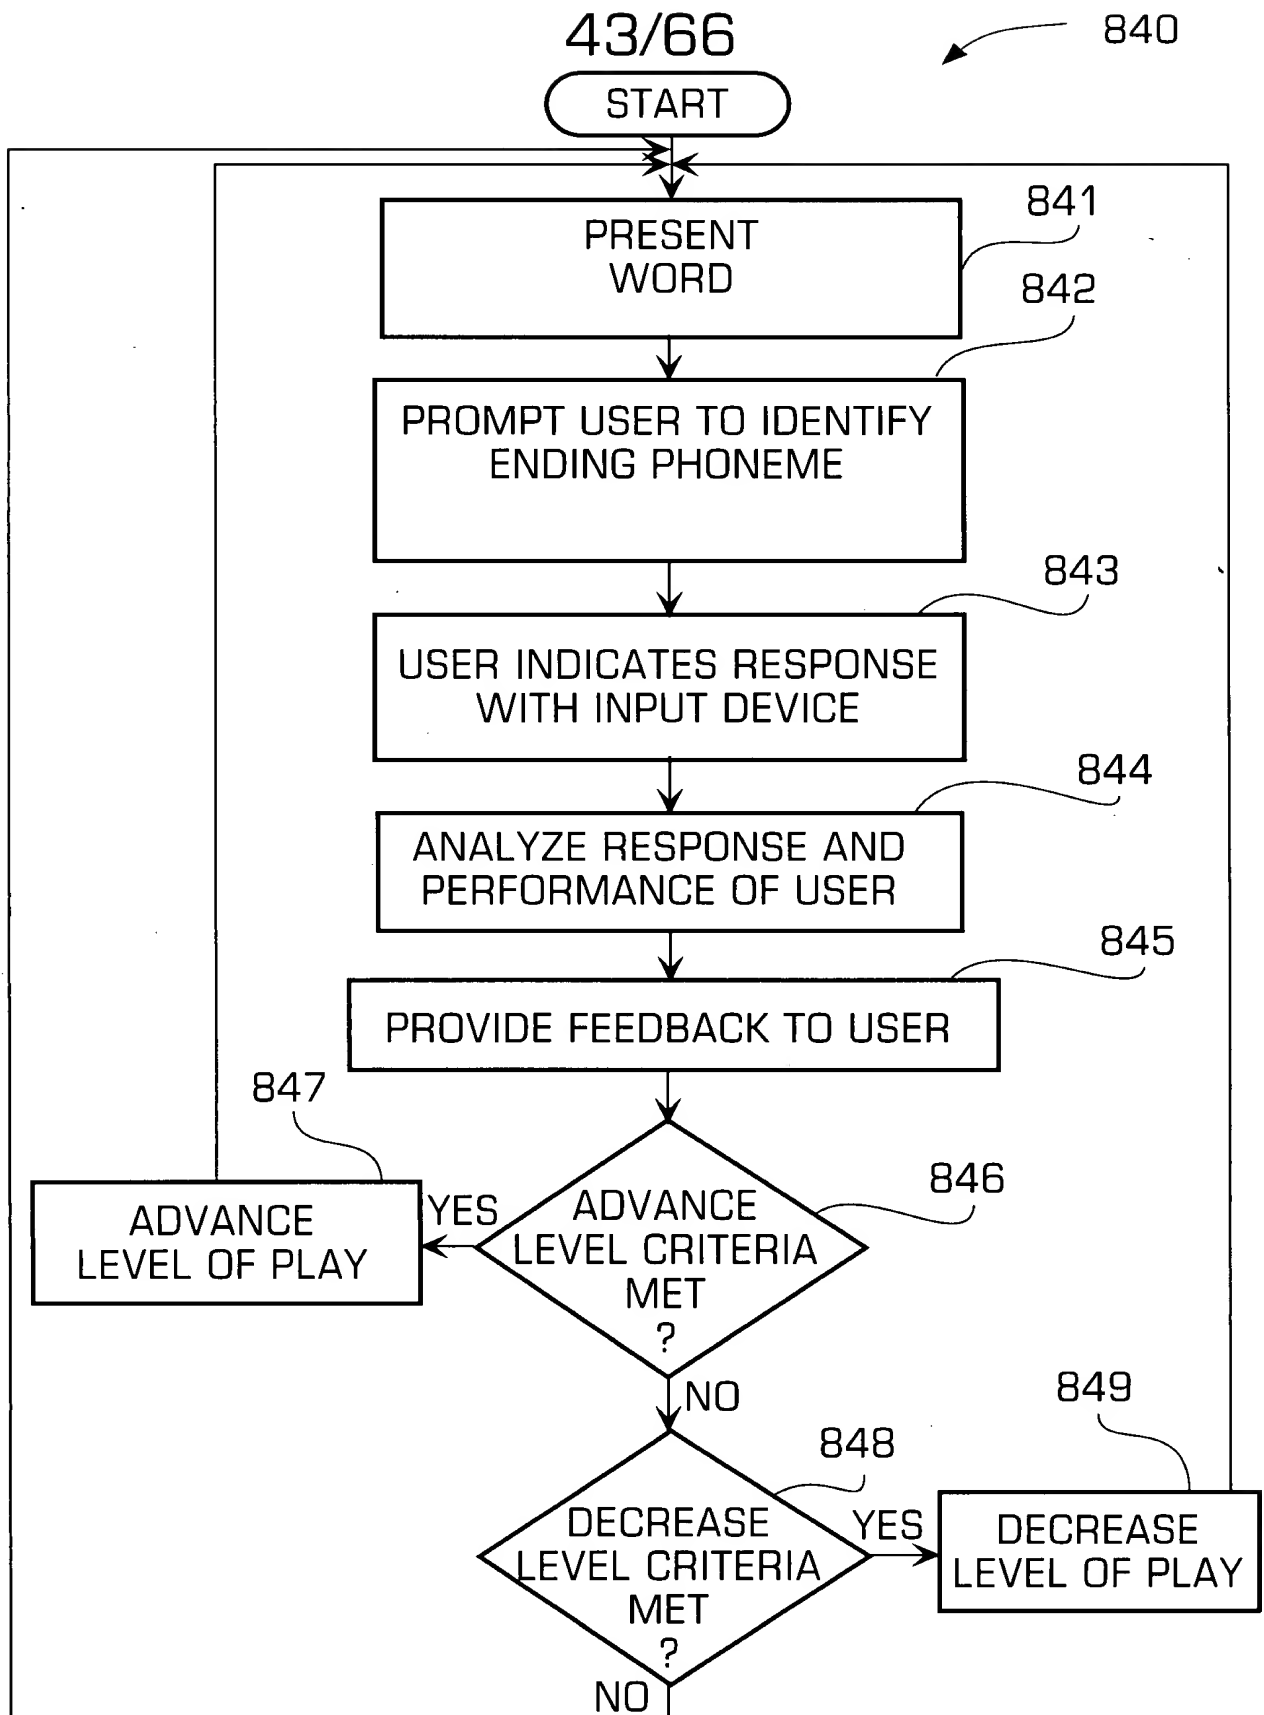 43/66
840
START
841
PRESENT
WORD
842
PROMPT USER TO IDENTIFY
ENDING PHONEME
843
USER INDICATES RESPONSE
WITH INPUT DEVICE
844
ANALYZE RESPONSE AND
PERFORMANCE OF USER
845
PROVIDE FEEDBACK TO USER
847
846
ADVANCE
LEVEL OF PLAY
YES
ADVANCE
LEVEL CRITERIA
MET
?
NO
849
848
DECREASE
LEVEL CRITERIA
MET
?
YES
DECREASE
LEVEL OF PLAY
NO